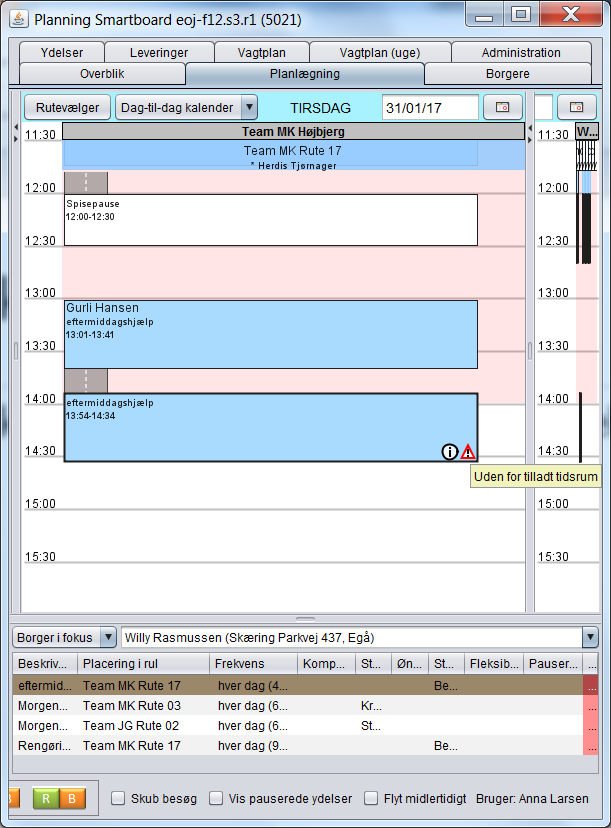 Planning Smartboard eoj-f12.s3.r1 (5021)
Ydelser Leveringer Vagtplan Vagtplan (uge) Administration
Overblik Planlægning Borgere
Rutevælger Dag-til-dag kalender TIRSDAG 31/01/17
11:30 Team MK Højbjerg 11:30 W...
Team MK Rute 17
* Herdis Tjørnager
12:00 12:00
Spisepause
12:00-12:30
12:30 12:30
13:00 13:00
Gurli Hansen
eftermiddagshjælp
13:01-13:41
13:30 13:30
14:00 14:00
eftermiddagshjælp
13:54-14:34
14:30 14:30
Uden for tilladt tidsrum
15:00 15:00
15:30 15:30
Borger i fokus Willy Rasmussen (Skæring Parkvej 437, Egå)
Beskriv... Placering i rul Frekvens Komp... St... Øn... St... Fleksib... Pauser... ...
eftermid... Team MK Rute 17 hver dag (4... Be... ...
Morgen... Team MK Rute 03 hver dag (6... Kr... ...
Morgen... Team JG Rute 02 hver dag (6... St... ...
Rengøri... Team MK Rute 17 hver dag (9... Be... ...
R B Skub besøg Vis pauserede ydelser Flyt midlertidigt Bruger: Anna Larsen